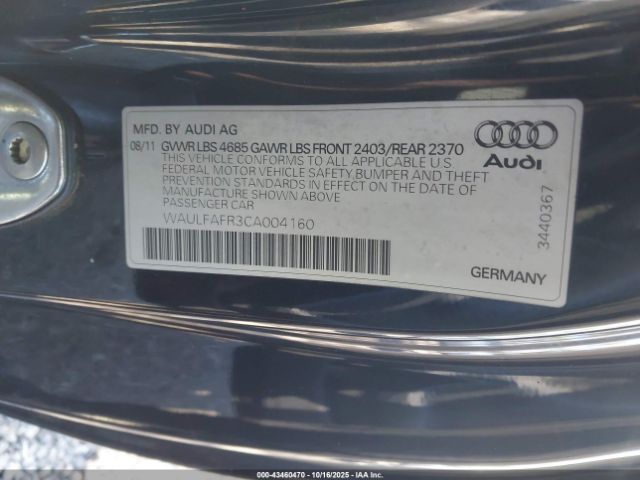 MFD. BY AUDI AG
08/11 GVWR LBS 4685 GAWR LBS FRONT 2403/REAR 2370
THIS VEHICLE CONFORMS TO ALL APPLICABLE U.S
FEDERAL MOTOR VEHICLE SAFETY,BUMPER AND THEFT
PREVENTION STANDARDS IN EFFECT ON THE DATE OF
MANUFACTURE SHOWN ABOVE
PASSENGER CAR
WAULFAFR3CA004160
Audi
3440367
GERMANY
000-43460470 - 10/16/2025 - IAAI.COM